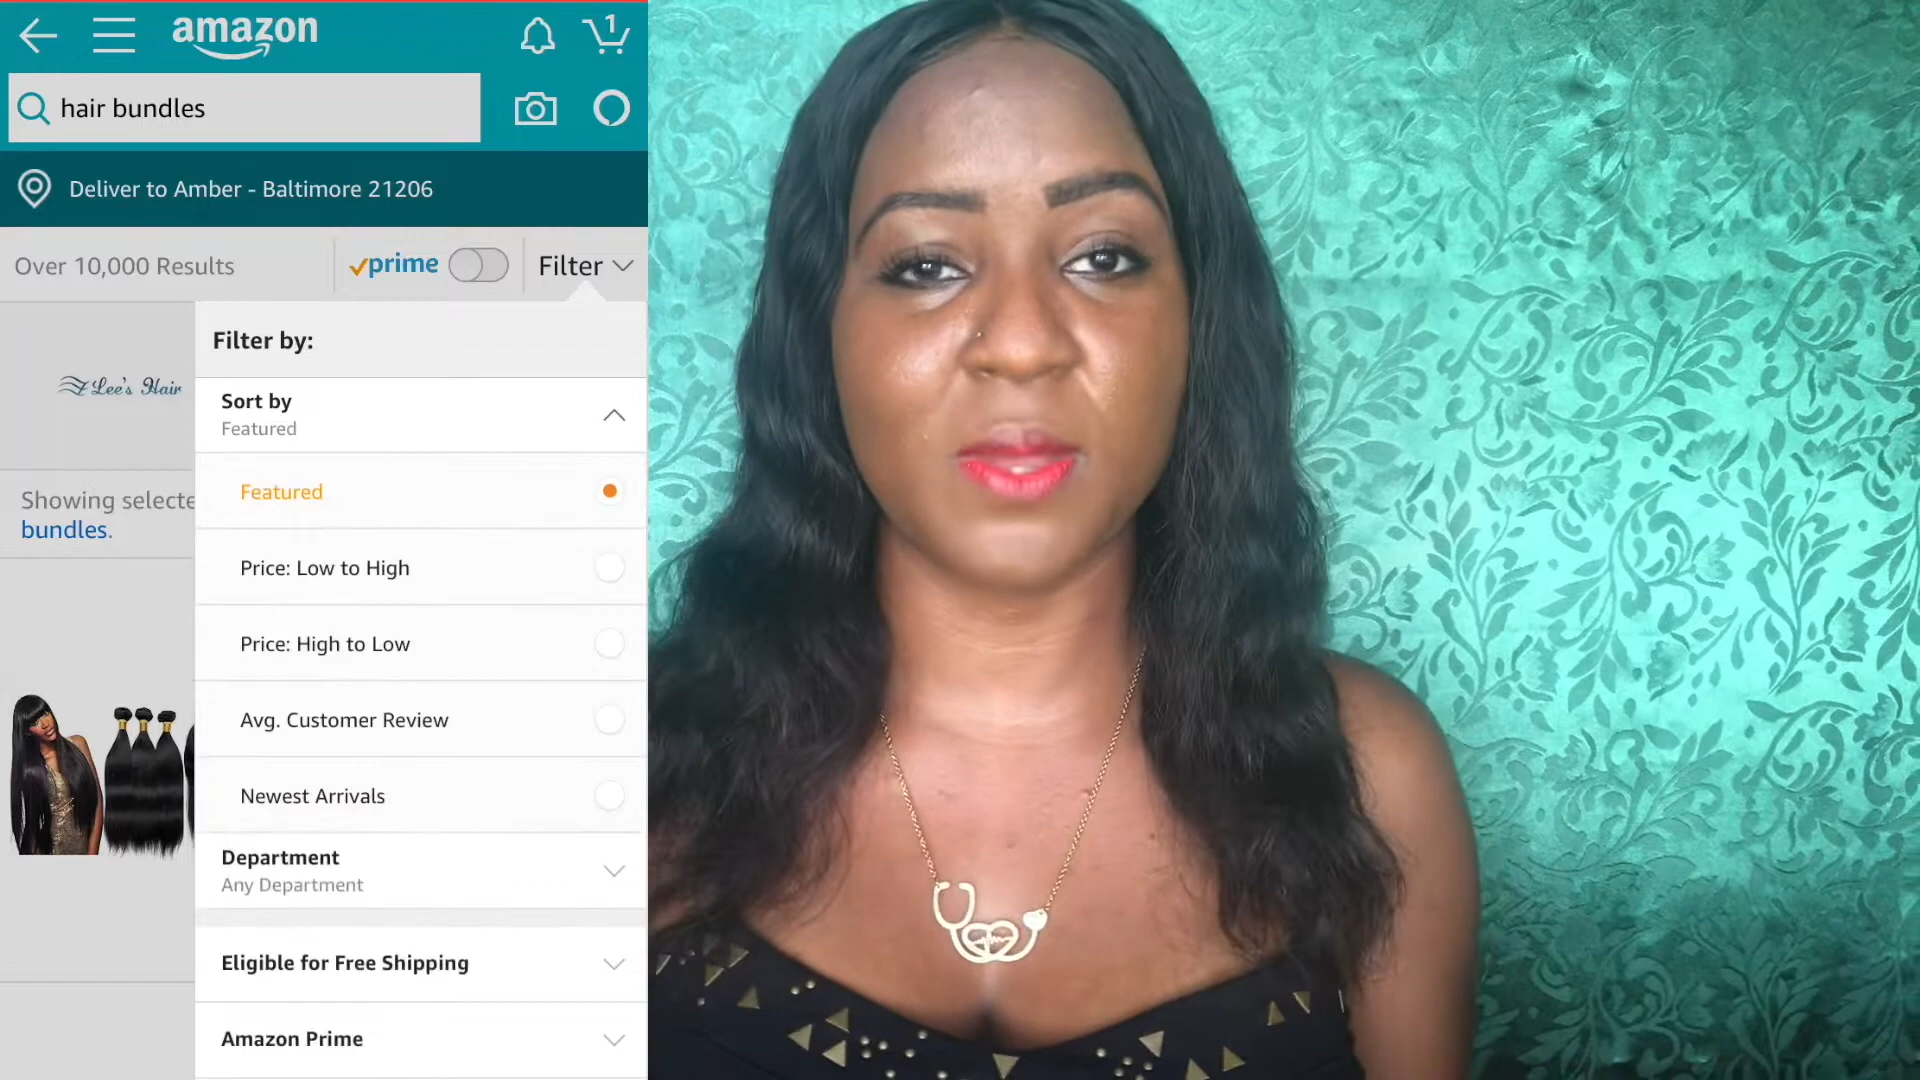 amazon
1
hair bundles
Deliver to Amber - Baltimore 21206
Over 10,000 Results
prime
Filter
Filter by:
Lee's Hair
Sort by
Featured
Featured
Price: Low to High
Showing selecte
bundles.
Price: High to Low
Avg. Customer Review
Newest Arrivals
Department
Any Department
Eligible for Free Shipping
Amazon Prime